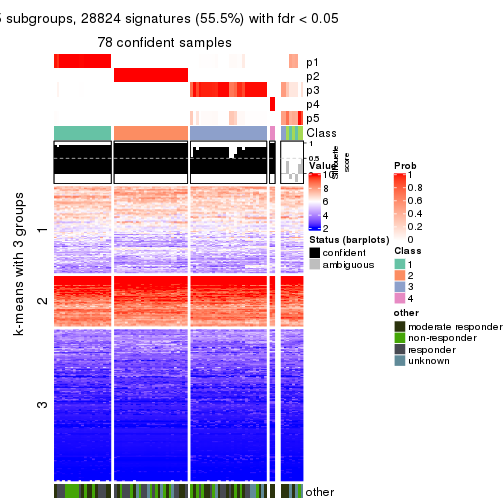 5 subgroups, 28824 signatures (55.5%) with fdr < 0.05
78 confident samples
p1
p2
p3
p4
p5
Class
1
0.5
0
Silhouette
score
k-means with 3 groups
1
2
3
other
Value
10
8
6
4
2
Status (barplots)
confident
ambiguous
Prob
1
0.8
0.6
0.4
0.2
0
Class
1
2
3
4
other
moderate responder
non-responder
responder
unknown